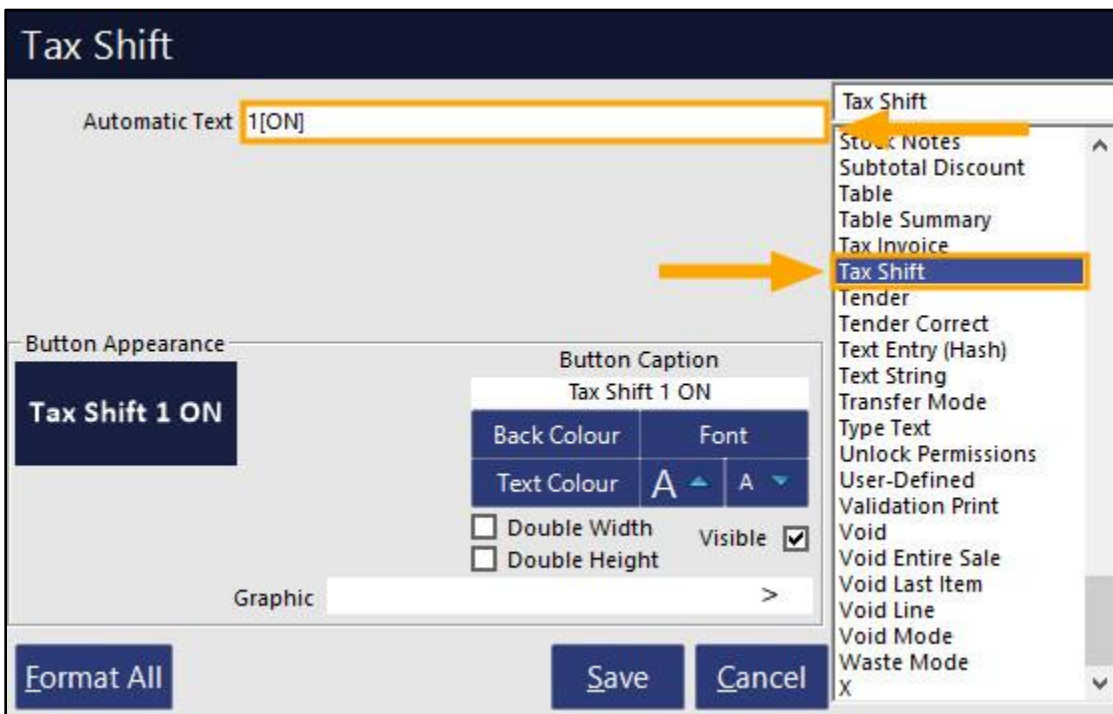 Tax Shift
Automatic Text 1[ON]
Tax Shift
Stock Notes
Subtotal Discount
Table
Table Summary
Tax Invoice
Tax Shift
Tender
Tender Correct
Text Entry (Hash)
Text String
Transfer Mode
Type Text
Unlock Permissions
User-Defined
Validation Print
Void
Void Entire Sale
Void Last Item
Void Line
Void Mode
Waste Mode
X
Button Appearance
Tax Shift 1 ON
Button Caption
Tax Shift 1 ON
Back Colour Font
Text Colour A A
Double Width
Visible
Double Height
Graphic >
Format All Save Cancel